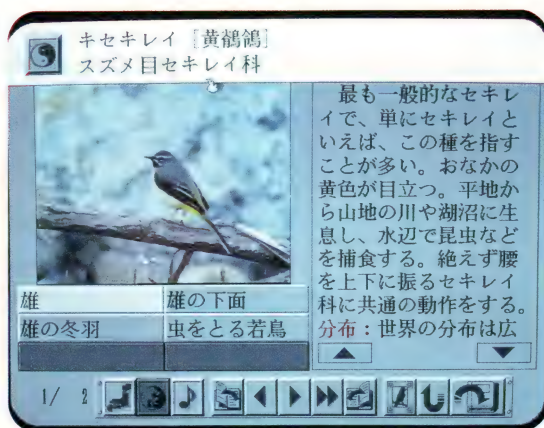 キセキレイ [黄鶺鴒]
スズメ目セキレイ科
最も一般的なセキレ
イで、単にセキレイと
いえば、この種を指す
ことが多い。おなかの
黄色が目立つ。平地か
ら山地の川や湖沼に生
息し、水辺で昆虫など
を捕食する。絶えず腰
を上下に振るセキレイ
科に共通の動作をする。
分布：世界の分布は広
雄
雄の下面
雄の冬羽
虫をとる若鳥
1/ 2